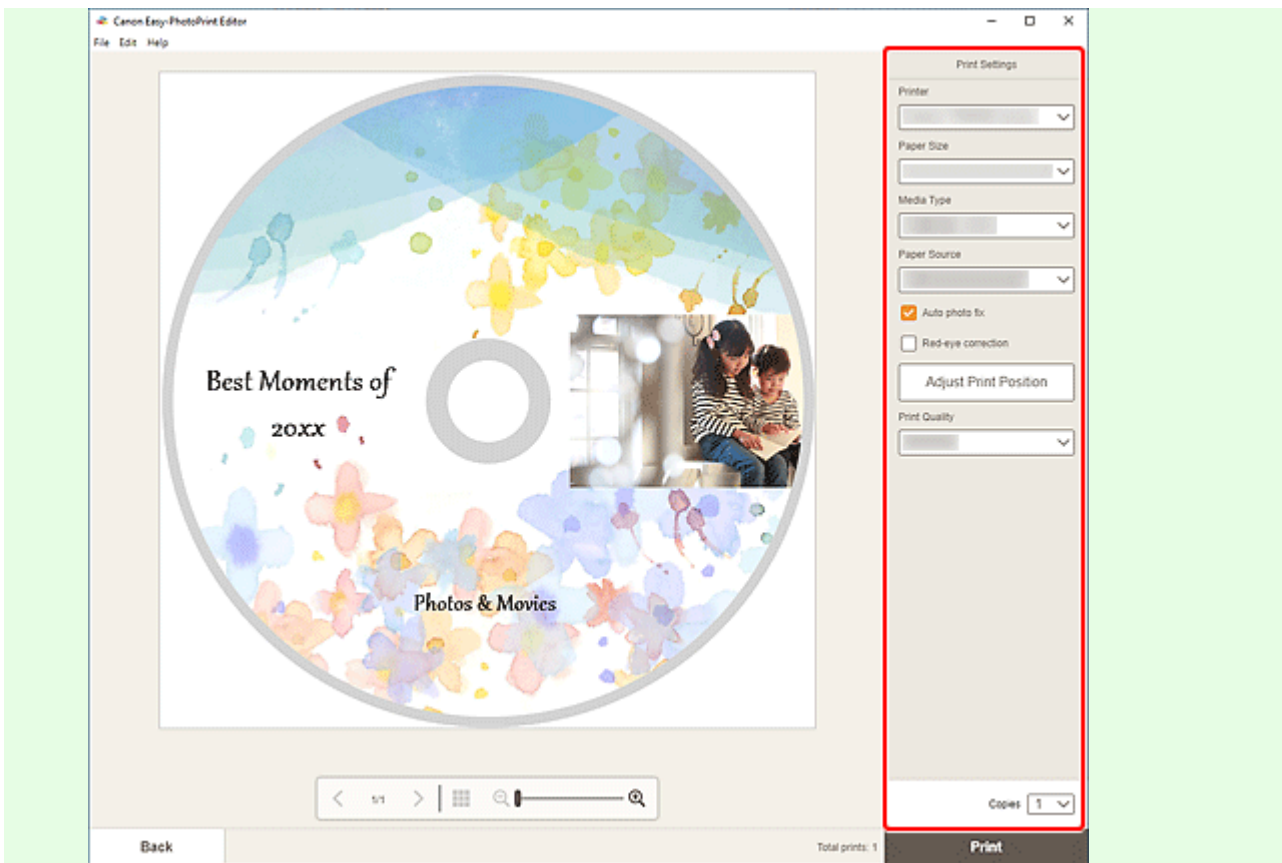 Canon Easy-PhotoPrint Editor
File Edit Help
Print Settings
Printer
Paper Size
Media Type
Paper Source
Auto photo fix
Red-eye correction
Adjust Print Position
Print Quality
Best Moments of
20xx
Photos & Movies
1/1
Copies 1
Back
Total prints: 1
Print